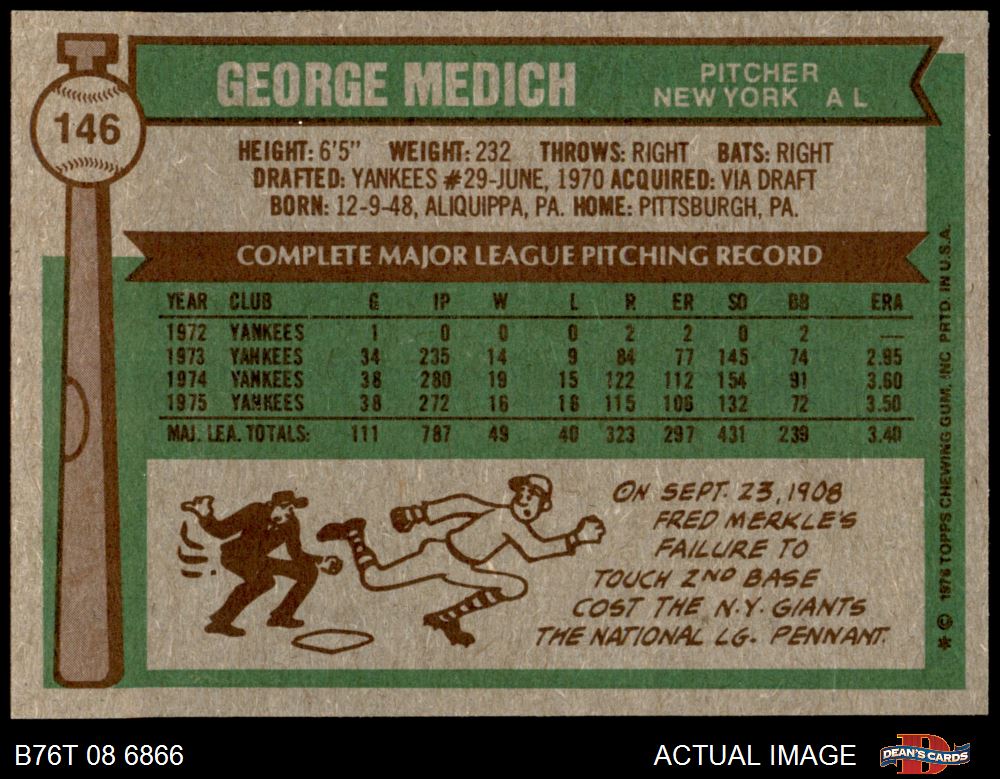 146
GEORGE MEDICH
PITCHER
NEW YORK A L
HEIGHT: 6'5" WEIGHT: 232 THROWS: RIGHT BATS: RIGHT
DRAFTED: YANKEES #29-JUNE, 1970 ACQUIRED: VIA DRAFT
BORN: 12-9-48, ALIQUIPPA, PA. HOME: PITTSBURGH, PA.
COMPLETE MAJOR LEAGUE PITCHING RECORD
YEAR CLUB G IP W L R ER SO BB ERA
1972 YANKEES 1 0 0 0 2 2 0 2 —
1973 YANKEES 34 235 14 9 84 77 145 74 2.95
1974 YANKEES 38 280 19 15 122 112 154 91 3.60
1975 YANKEES 38 272 16 16 115 106 132 72 3.50
MAJ. LEA. TOTALS: 111 787 49 40 323 297 431 239 3.40
ON SEPT. 23, 1908
FRED MERKLE'S
FAILURE TO
TOUCH 2ND BASE
COST THE N.Y. GIANTS
THE NATIONAL LG. PENNANT.
* © 1976 TOPPS CHEWING GUM, INC. PRTD. IN U.S.A.
B76T 08 6866
ACTUAL IMAGE
DEAN'S CARDS